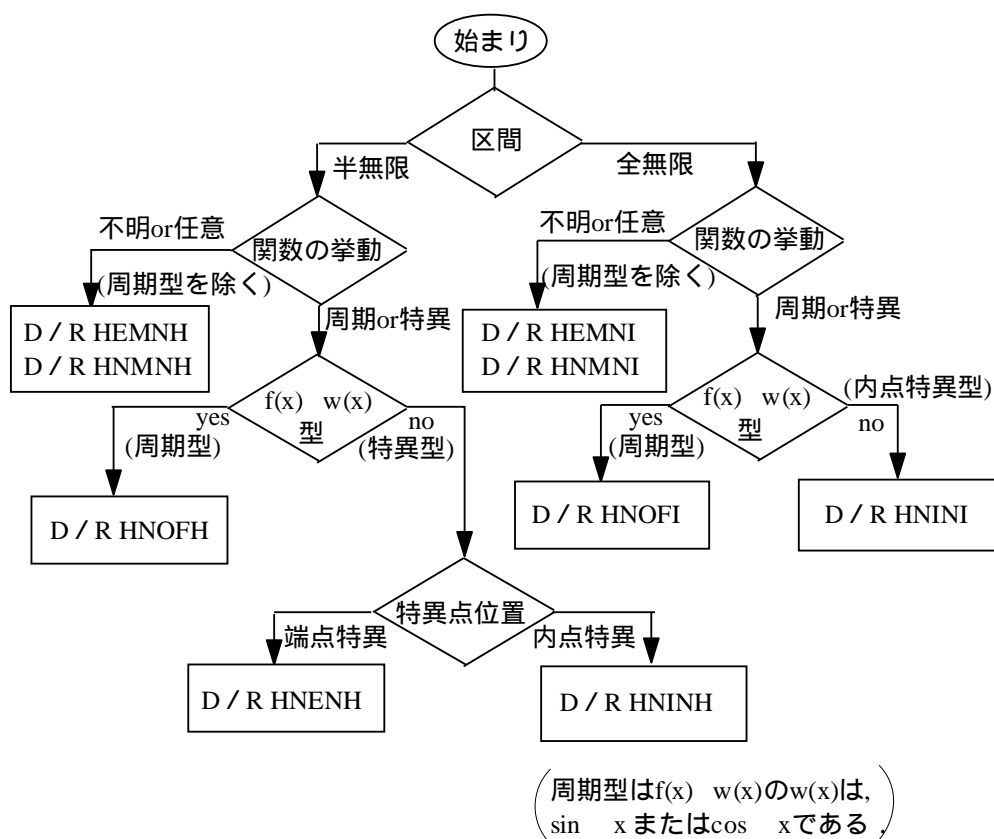 始まり
区間
半無限
全無限
不明or任意
関数の挙動
不明or任意
関数の挙動
(周期型を除く)
(周期型を除く)
周期or特異
周期or特異
D / R HEMNH
D / R HNMNH
D / R HEMNI
D / R HNMNI
f(x) w(x)
型
yes
(周期型)
no
(特異型)
f(x) w(x)
型
yes
(周期型)
(内点特異型)
no
D / R HNOFH
D / R HNOFI
D / R HNINI
特異点位置
端点特異
内点特異
D / R HNENH
D / R HNINH
周期型はf(x) w(x)のw(x)は,
sin x またはcos xである.